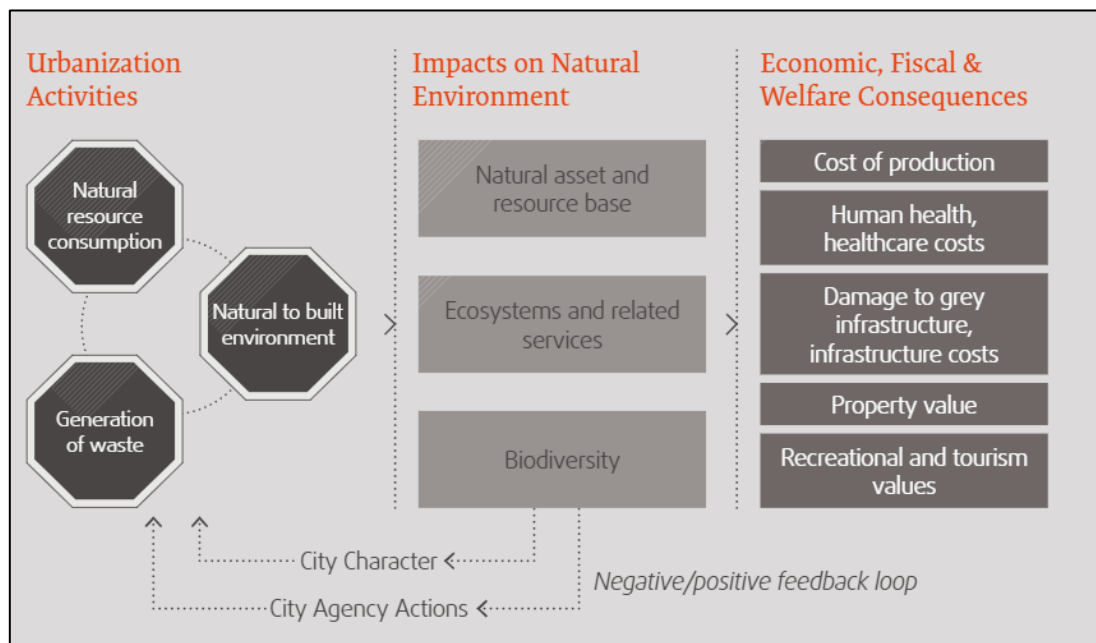 Urbanization
Activities
Natural
resource
consumption
Natural to built
environment
Generation
of waste
Impacts on Natural
Environment
Natural asset and
resource base
Ecosystems and related
services
Biodiversity
Economic, Fiscal &
Welfare Consequences
Cost of production
Human health,
healthcare costs
Damage to grey
infrastructure,
infrastructure costs
Property value
Recreational and tourism
values
City Character
City Agency Actions
Negative/positive feedback loop